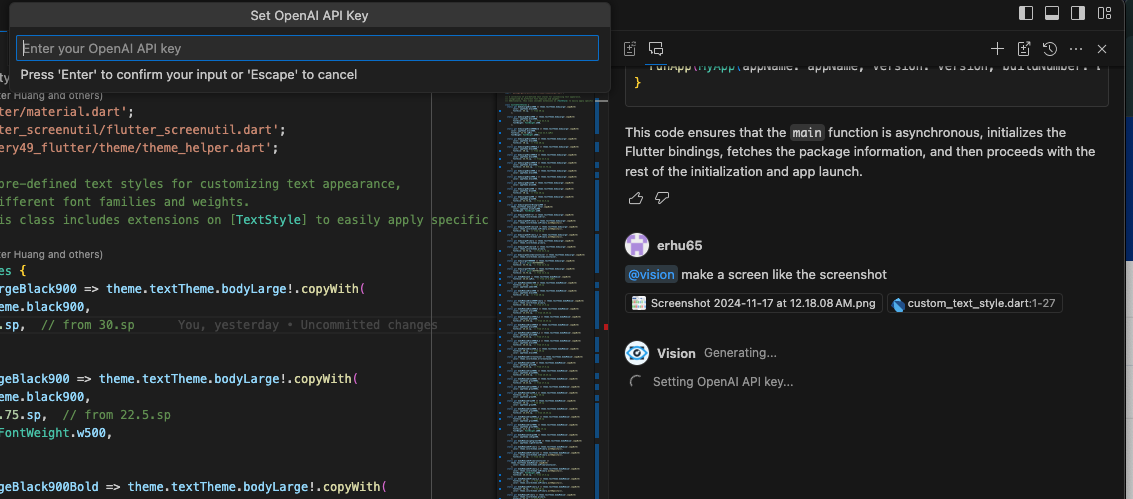 Set OpenAI API Key
Enter your OpenAI API key
Press 'Enter' to confirm your input or 'Escape' to cancel
ter Huang and others)
ter/material.dart';
ter_screenutil/flutter_screenutil.dart';
ery49_flutter/theme/theme_helper.dart';
ore-defined text styles for customizing text appearance,
ifferent font families and weights.
is class includes extensions on [TextStyle] to easily apply specific
ter Huang and others)
es {
rgeBlack900 => theme.textTheme.bodyLarge!.copyWith(
eme.black900,
.sp,  // from 30.sp You, yesterday • Uncommitted changes
geBlack900 => theme.textTheme.bodyLarge!.copyWith(
eme.black900,
.75.sp,  // from 22.5.sp
FontWeight.w500,
geBlack900Bold => theme.textTheme.bodyLarge!.copyWith(
runApp(MyApp(appName: appName, version: version, buildNumber:
}
This code ensures that the main function is asynchronous, initializes the
Flutter bindings, fetches the package information, and then proceeds with the
rest of the initialization and app launch.
erhu65
@vision make a screen like the screenshot
Screenshot 2024-11-17 at 12.18.08 AM.png
custom_text_style.dart:1-27
Vision Generating...
Setting OpenAI API key...